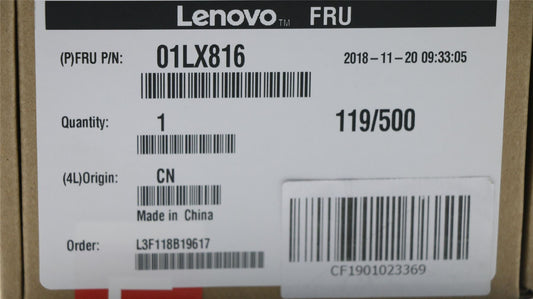 Lenovo™ FRU
(P)FRU P/N: 01LX816 2018-11-20 09:33:05
Quantity: 1 119/500
(4L)Origin: CN
Made in China
Order: L3F118B19617
CF1901023369